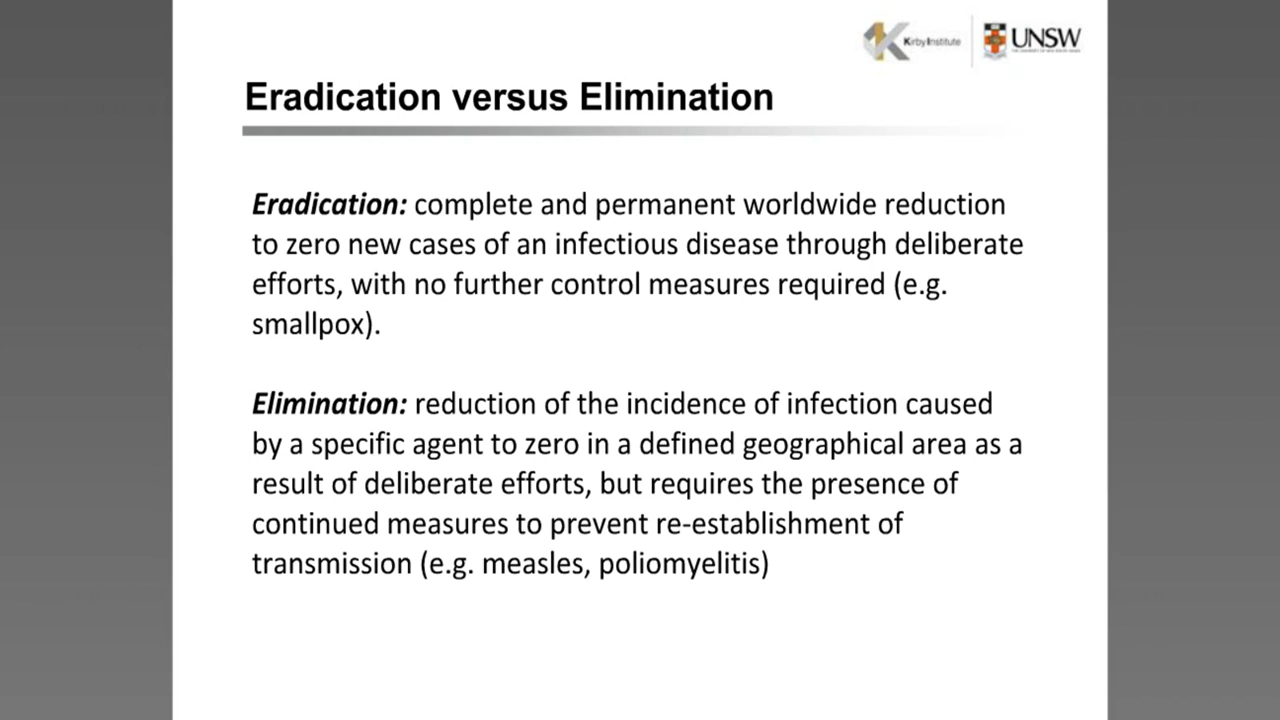 Kirby Institute
UNSW
Eradication versus Elimination
Eradication: complete and permanent worldwide reduction
to zero new cases of an infectious disease through deliberate
efforts, with no further control measures required (e.g.
smallpox).
Elimination: reduction of the incidence of infection caused
by a specific agent to zero in a defined geographical area as a
result of deliberate efforts, but requires the presence of
continued measures to prevent re-establishment of
transmission (e.g. measles, poliomyelitis)